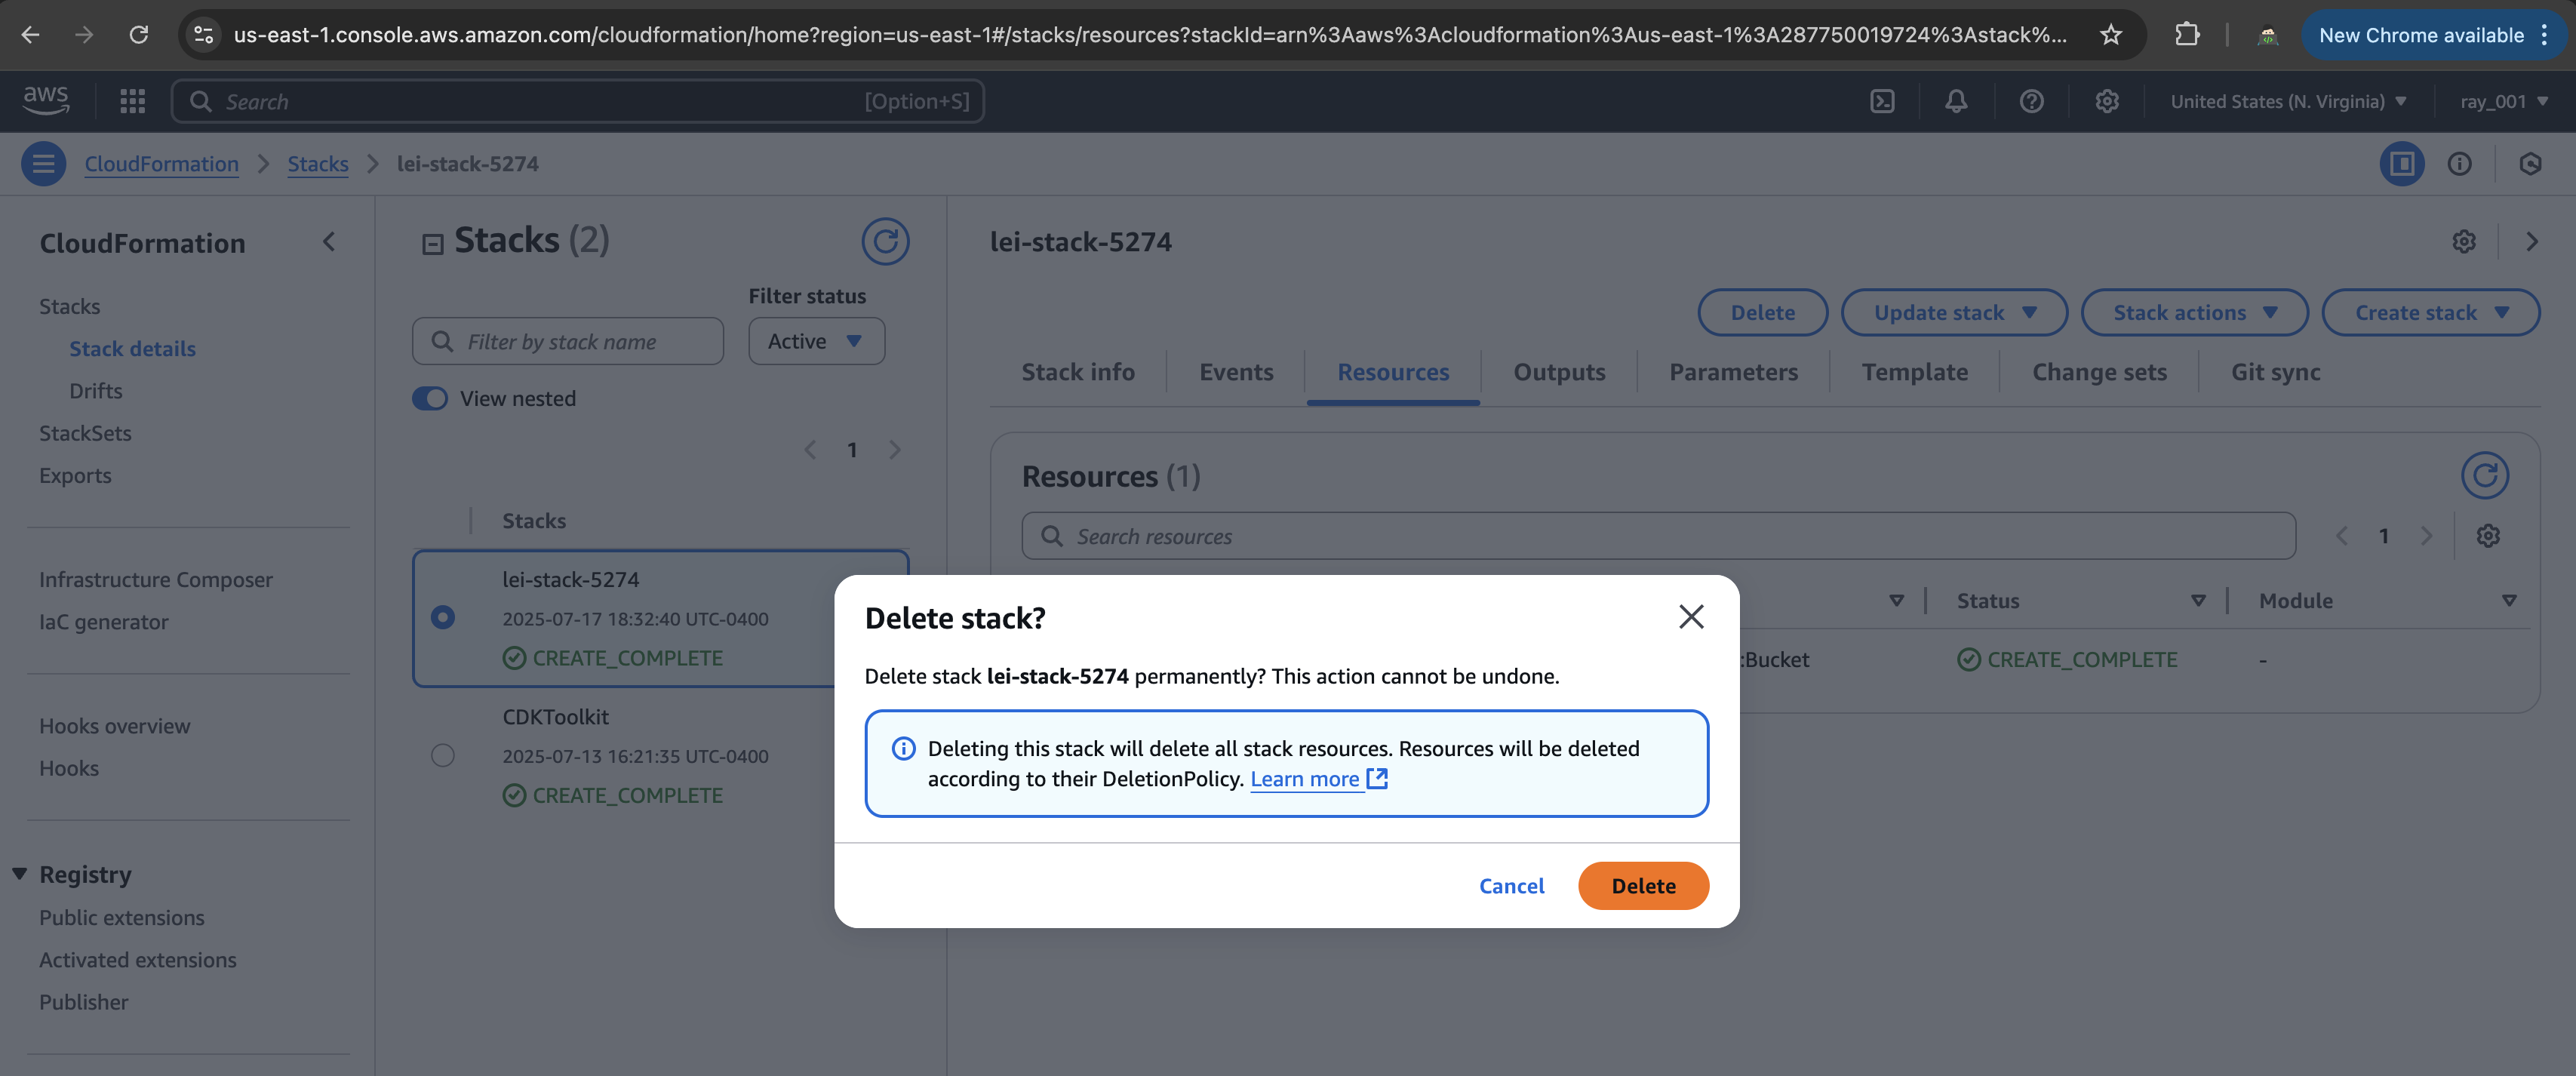 us-east-1.console.aws.amazon.com/cloudformation/home?region=us-east-1#/stacks/resources?stackId=arn%3Aaws%3Acloudformation%3Aus-east-1%3A287750019724%3Astack%...
New Chrome available
aws
Search
[Option+S]
United States (N. Virginia)
ray_001
CloudFormation
Stacks
lei-stack-5274
CloudFormation
Stacks
Stack details
Drifts
StackSets
Exports
Infrastructure Composer
IaC generator
Hooks overview
Hooks
Registry
Public extensions
Activated extensions
Publisher
Stacks (2)
Filter status
Filter by stack name
Active
View nested
1
Stacks
lei-stack-5274
2025-07-17 18:32:40 UTC-0400
CREATE_COMPLETE
CDKToolkit
2025-07-13 16:21:35 UTC-0400
CREATE_COMPLETE
lei-stack-5274
Delete
Update stack
Stack actions
Create stack
Stack info
Events
Resources
Outputs
Parameters
Template
Change sets
Git sync
Resources (1)
Search resources
1
Status
Module
:Bucket
CREATE_COMPLETE
-
Delete stack?
Delete stack lei-stack-5274 permanently? This action cannot be undone.
Deleting this stack will delete all stack resources. Resources will be deleted
according to their DeletionPolicy. Learn more
Cancel
Delete